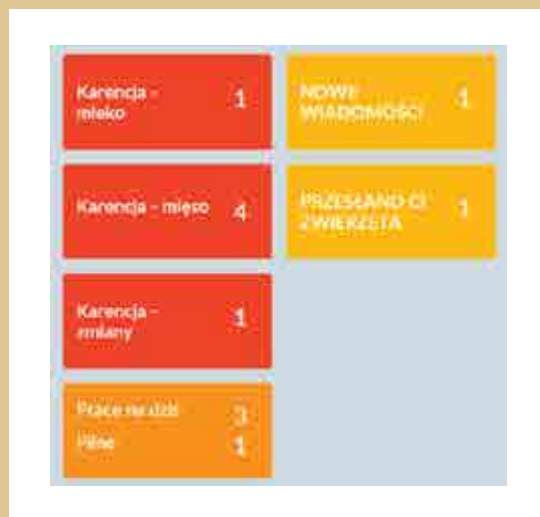 Karencja –
mleko
1
Karencja – mięso
4
Karencja –
zmiany
1
Prace na dziś
3
Pilne
1
NOWE
WIADOMOŚCI
1
PRZESŁANO CI
ZWIERZĘTA
1